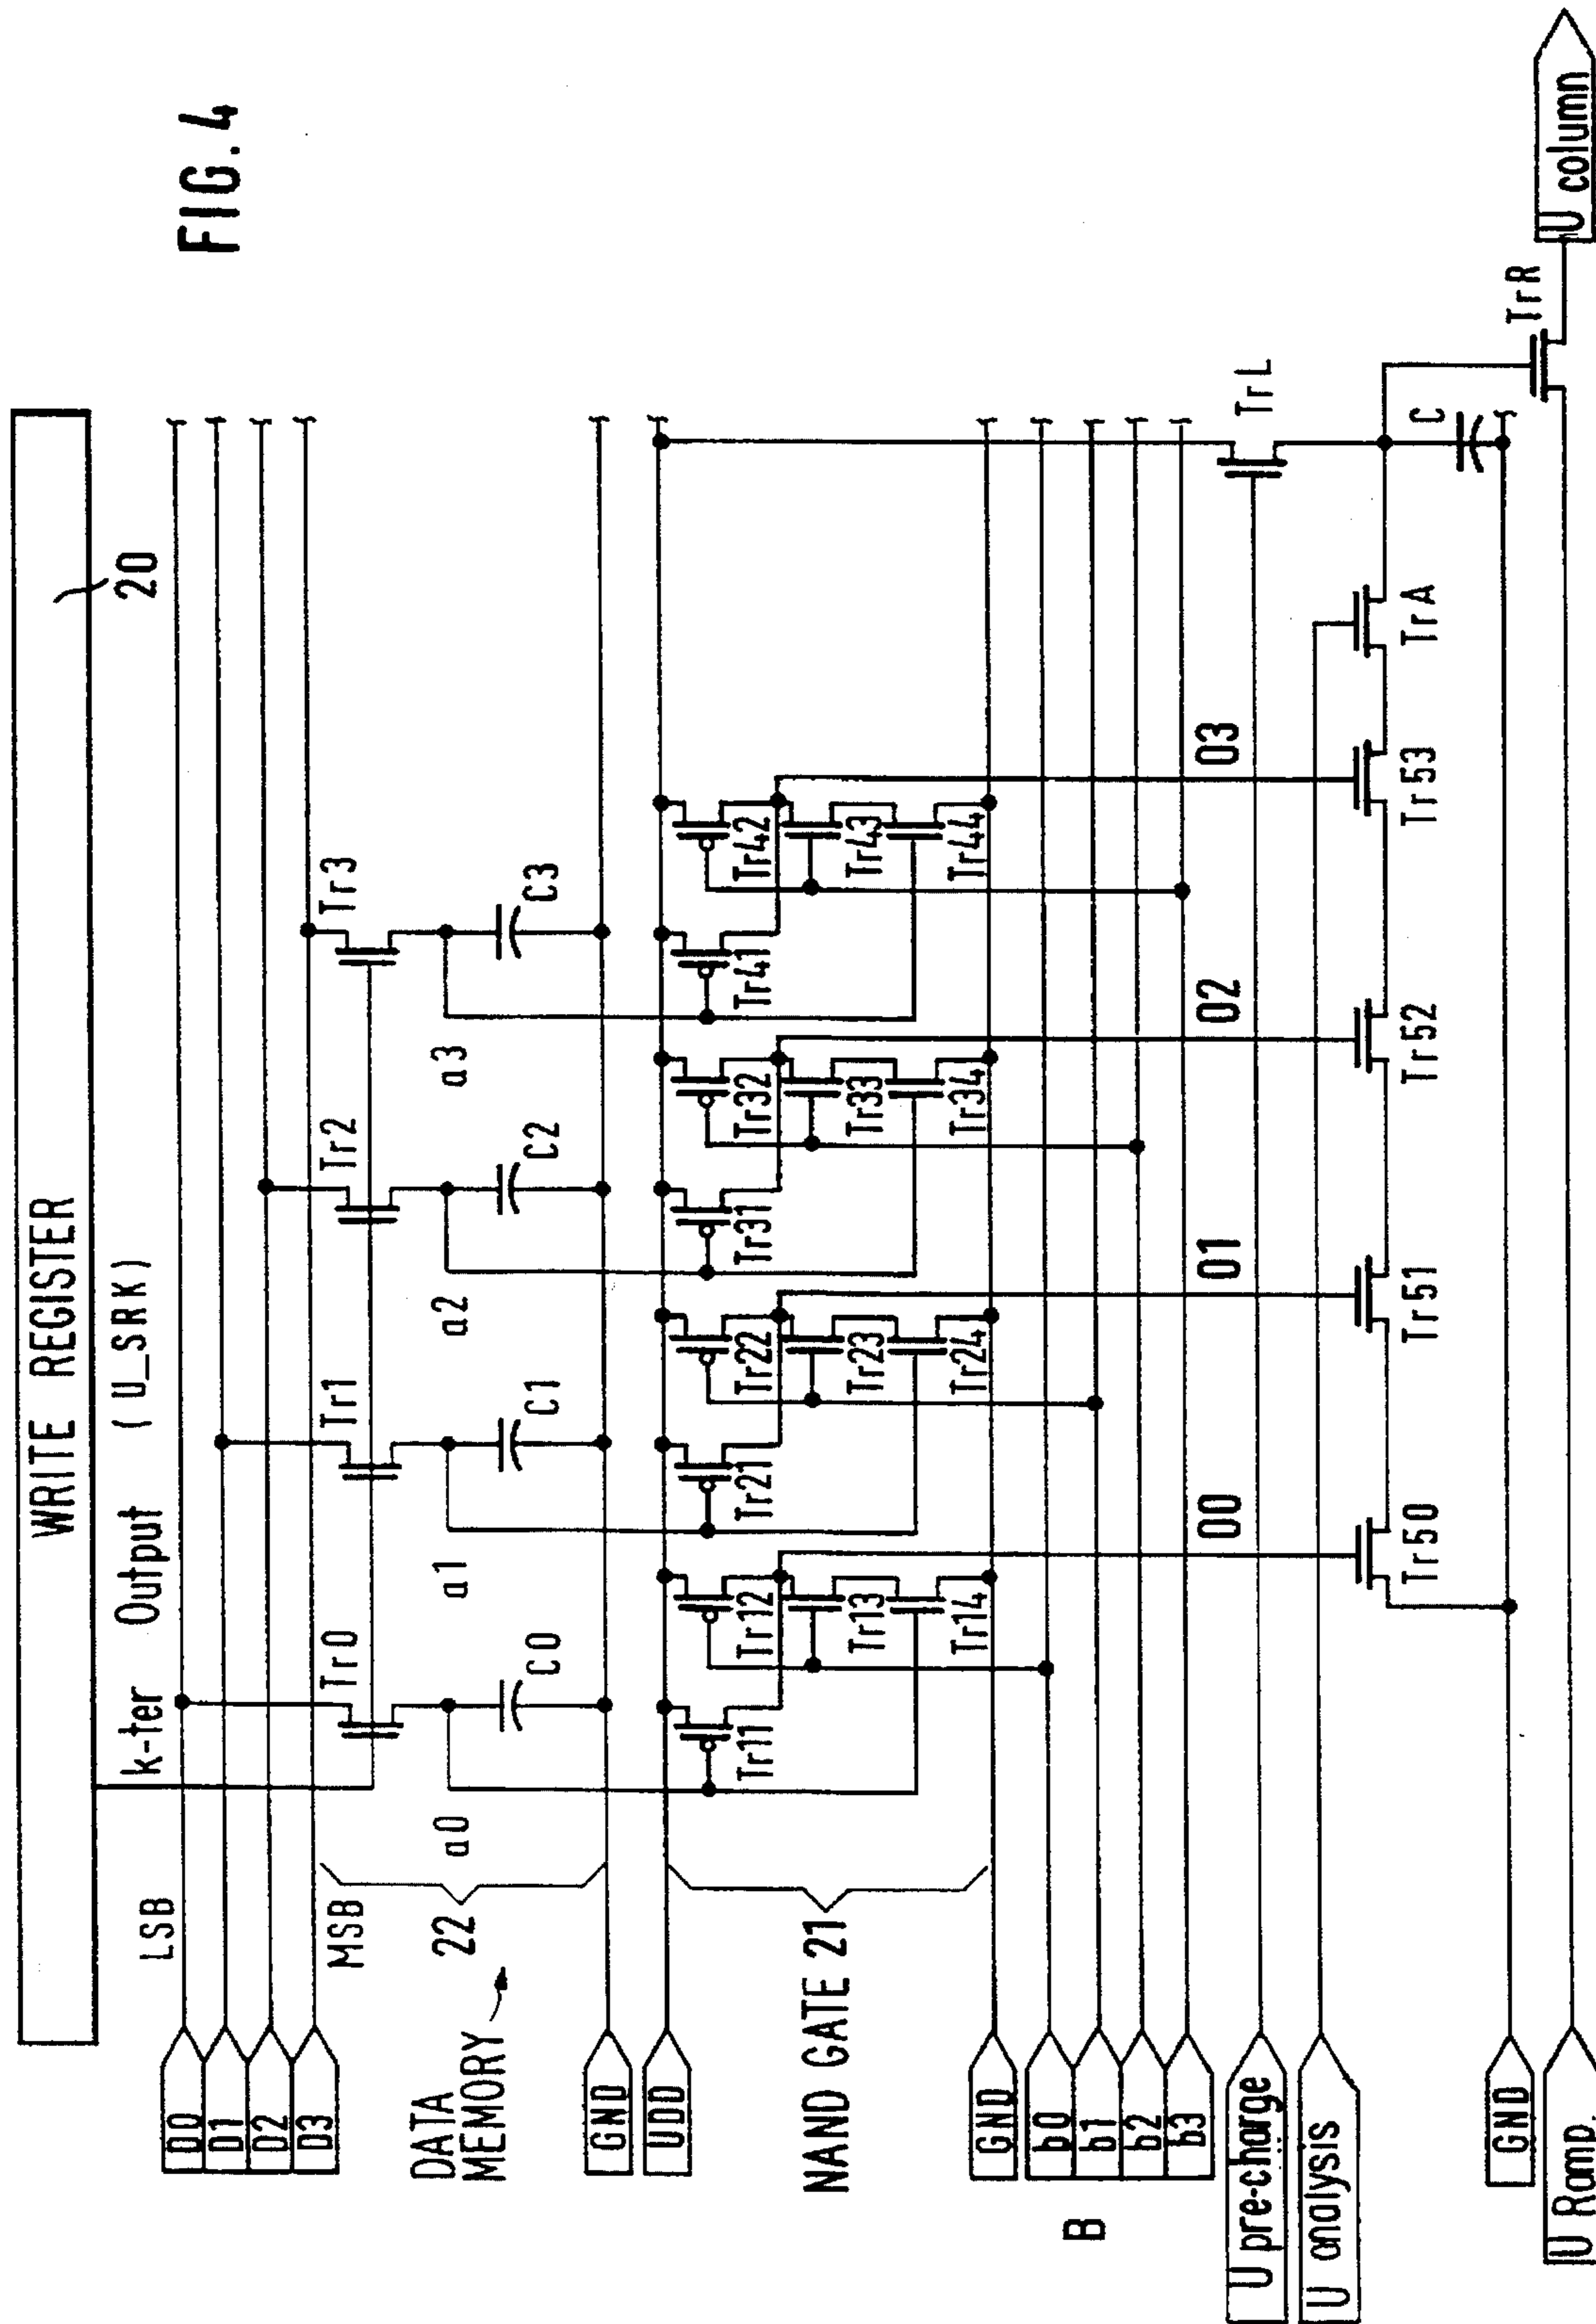 FIG. 4
WRITE REGISTER
20
k-ter Output (U_SRK)
LSB
D0
D1
D2
D3
MSB
Tr0
Tr1
Tr2
Tr3
DATA
MEMORY
22
a0
C0
a1
C1
a2
C2
a3
C3
GND
UDD
NAND GATE 21
Tr11
Tr12
Tr13
Tr14
Tr21
Tr22
Tr23
Tr24
Tr31
Tr32
Tr33
Tr34
Tr41
Tr42
Tr43
Tr44
GND
B
b0
b1
b2
b3
00
01
02
03
U pre-charge
TrL
U analysis
Tr50
Tr51
Tr52
Tr53
TrA
C
GND
TrR
U Ramp.
U column